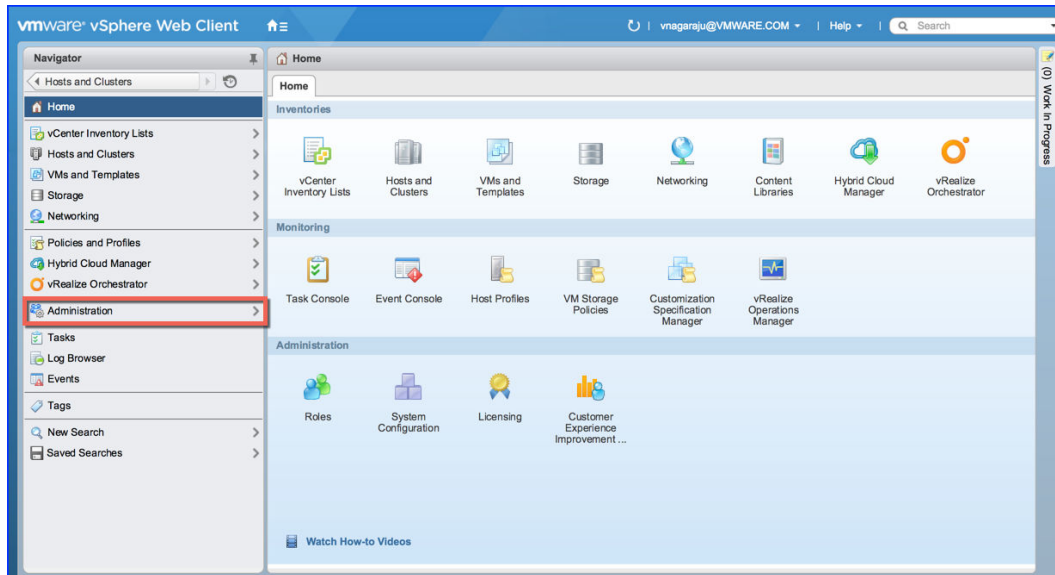 vmware® vSphere Web Client
vnagaraju@VMWARE.COM
Help
Search
Navigator
Hosts and Clusters
Home
vCenter Inventory Lists
Hosts and Clusters
VMs and Templates
Storage
Networking
Policies and Profiles
Hybrid Cloud Manager
vRealize Orchestrator
Administration
Tasks
Log Browser
Events
Tags
New Search
Saved Searches
Home
Home
Inventories
vCenter
Inventory Lists
Hosts and
Clusters
VMs and
Templates
Storage
Networking
Content
Libraries
Hybrid Cloud
Manager
vRealize
Orchestrator
Monitoring
Task Console
Event Console
Host Profiles
VM Storage
Policies
Customization
Specification
Manager
vRealize
Operations
Manager
Administration
Roles
System
Configuration
Licensing
Customer
Experience
Improvement ...
Watch How-to Videos
(0) Work In Progress